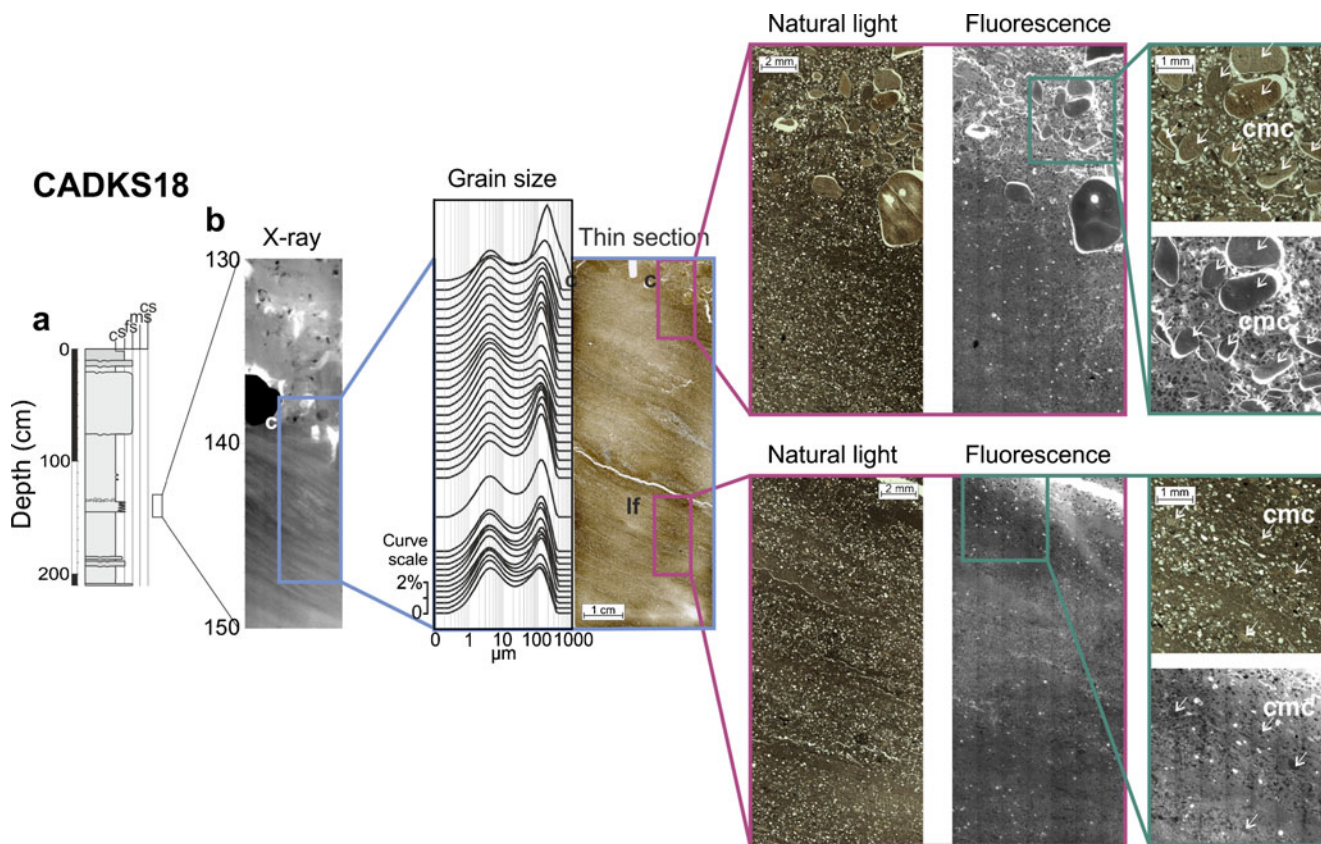 CADKS18
a
cs
fs
ms
cs
0
100
200
Depth (cm)
b
X-ray
130
140
150
c
Grain size
Curve
scale
2%
0
0 1 10 100 1000
µm
Thin section
c
c
lf
1 cm
Natural light
Fluorescence
2 mm
1 mm
cmc
cmc
Natural light
Fluorescence
2 mm
1 mm
cmc
cmc